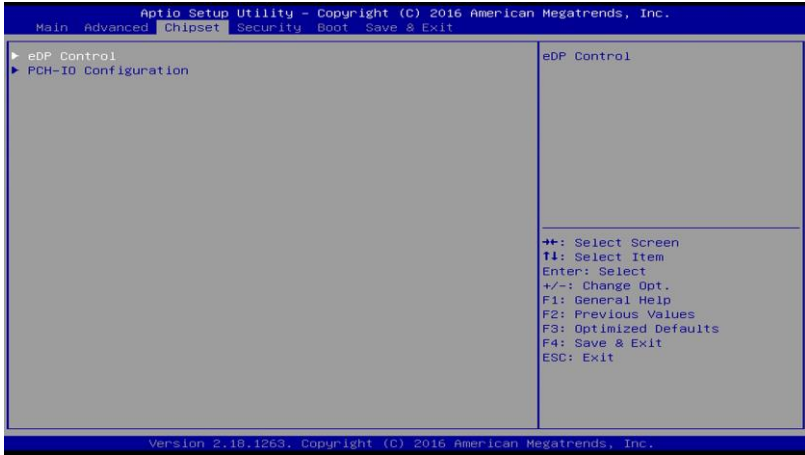 Aptio Setup Utility – Copyright (C) 2016 American Megatrends, Inc.
Main Advanced Chipset Security Boot Save & Exit
▶ eDP Control
▶ PCH-IO Configuration
eDP Control
→←: Select Screen
↑↓: Select Item
Enter: Select
+/-: Change Opt.
F1: General Help
F2: Previous Values
F3: Optimized Defaults
F4: Save & Exit
ESC: Exit
Version 2.18.1263. Copyright (C) 2016 American Megatrends, Inc.